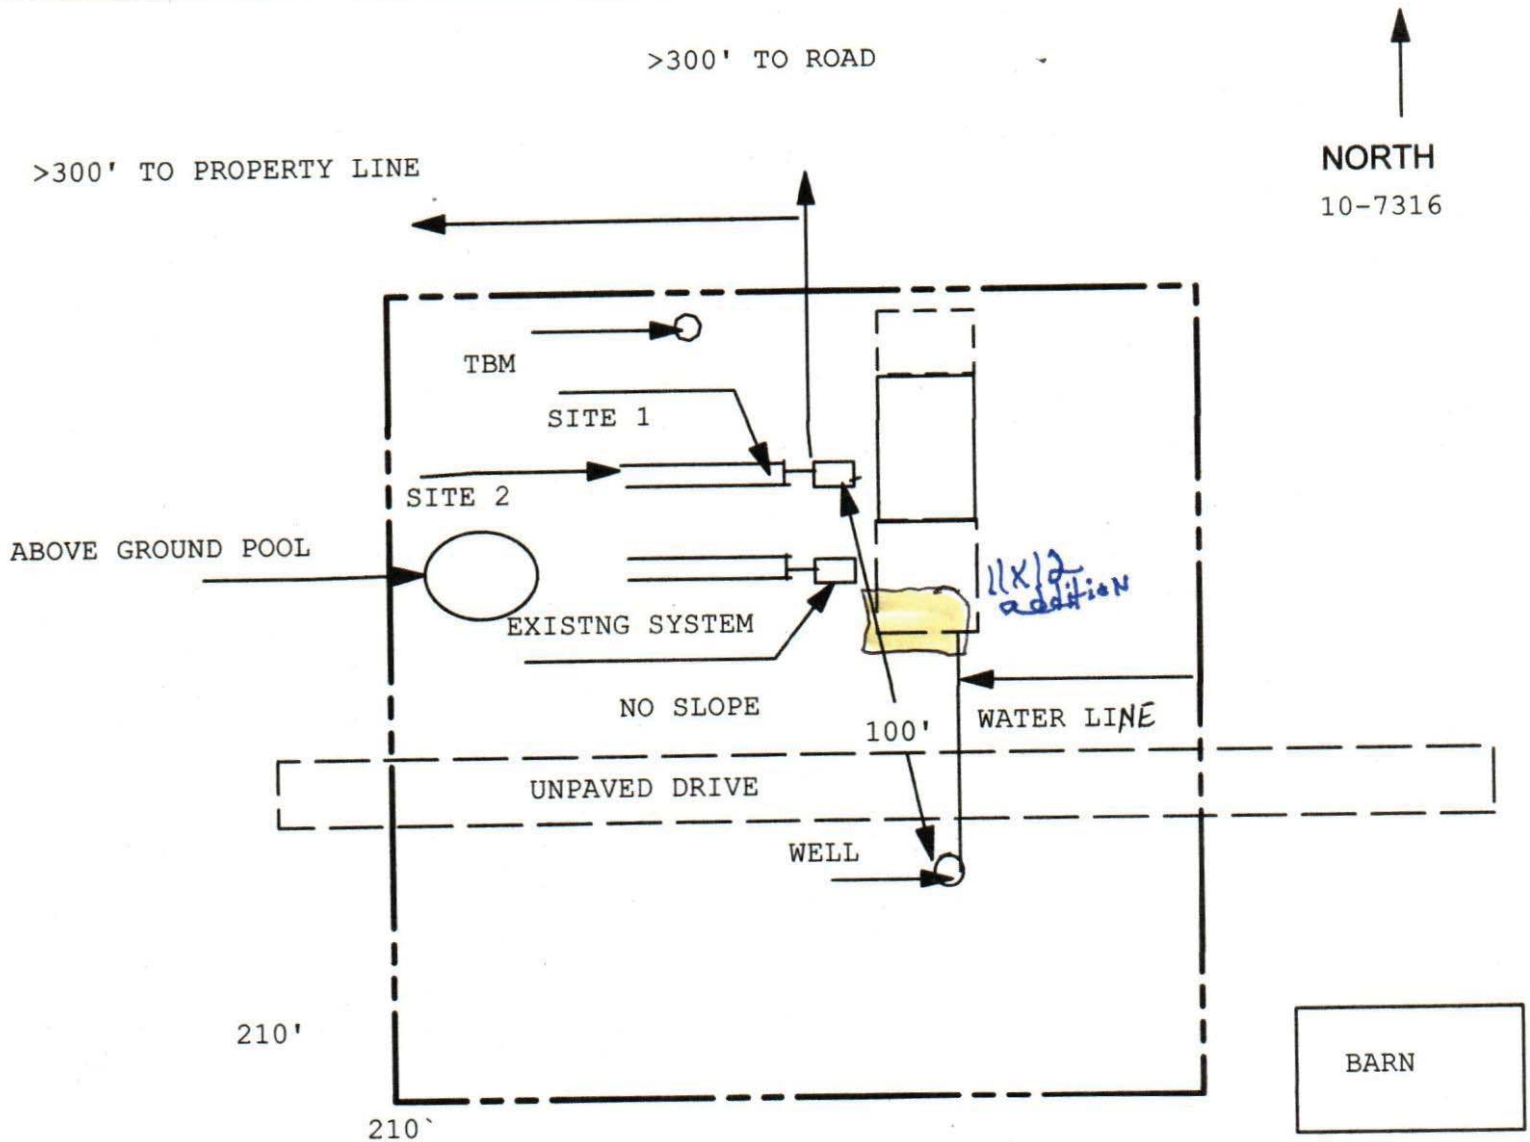 >300' TO ROAD
>300' TO PROPERTY LINE
NORTH
10-7316
TBM
SITE 1
SITE 2
ABOVE GROUND POOL
11X12
addition
EXISTNG SYSTEM
NO SLOPE
100'
WATER LINE
UNPAVED DRIVE
WELL
210'
BARN
210`